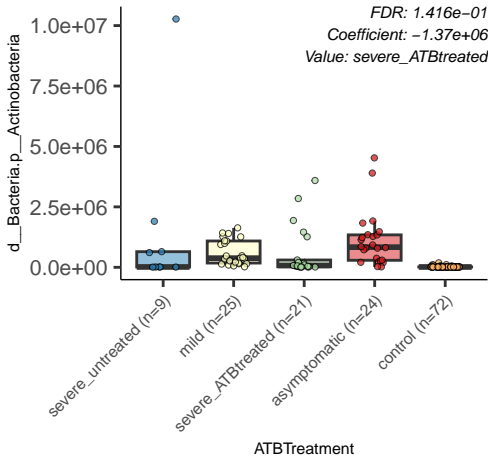 FDR: 1.416e−01
Coefficient: −1.37e+06
Value: severe_ATBtreated
d__Bacteria.p__Actinobacteria
1.0e+07
7.5e+06
5.0e+06
2.5e+06
0.0e+00
severe_untreated (n=9)
mild (n=25)
severe_ATBtreated (n=21)
asymptomatic (n=24)
control (n=72)
ATBTreatment